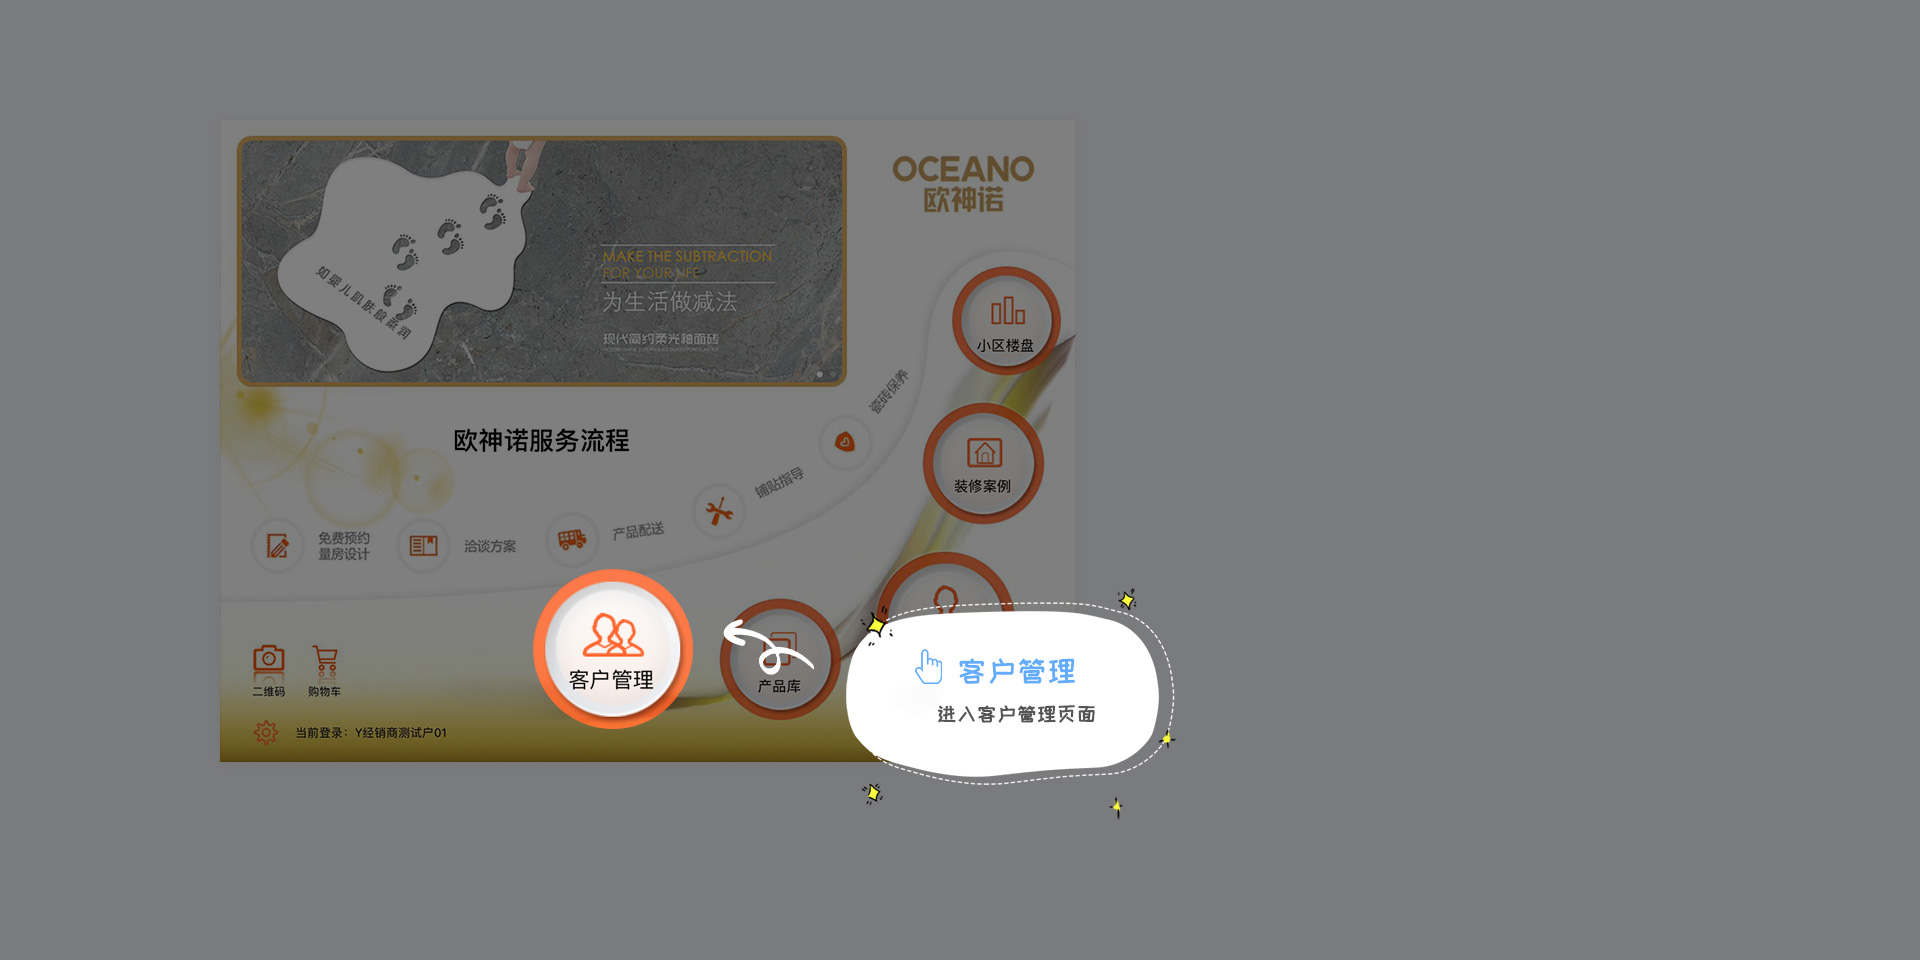 OCEANO
欧神诺
如婴儿肌肤般柔润
MAKE THE SUBTRACTION
FOR YOUR LIFE
为生活做减法
现代简约柔光釉面砖
小区楼盘
装修案例
欧神诺服务流程
瓷砖保养
铺贴指导
产品配送
洽谈方案
免费预约
量房设计
客户管理
产品库
客户管理
进入客户管理页面
二维码
购物车
当前登录：Y经销商测试户01